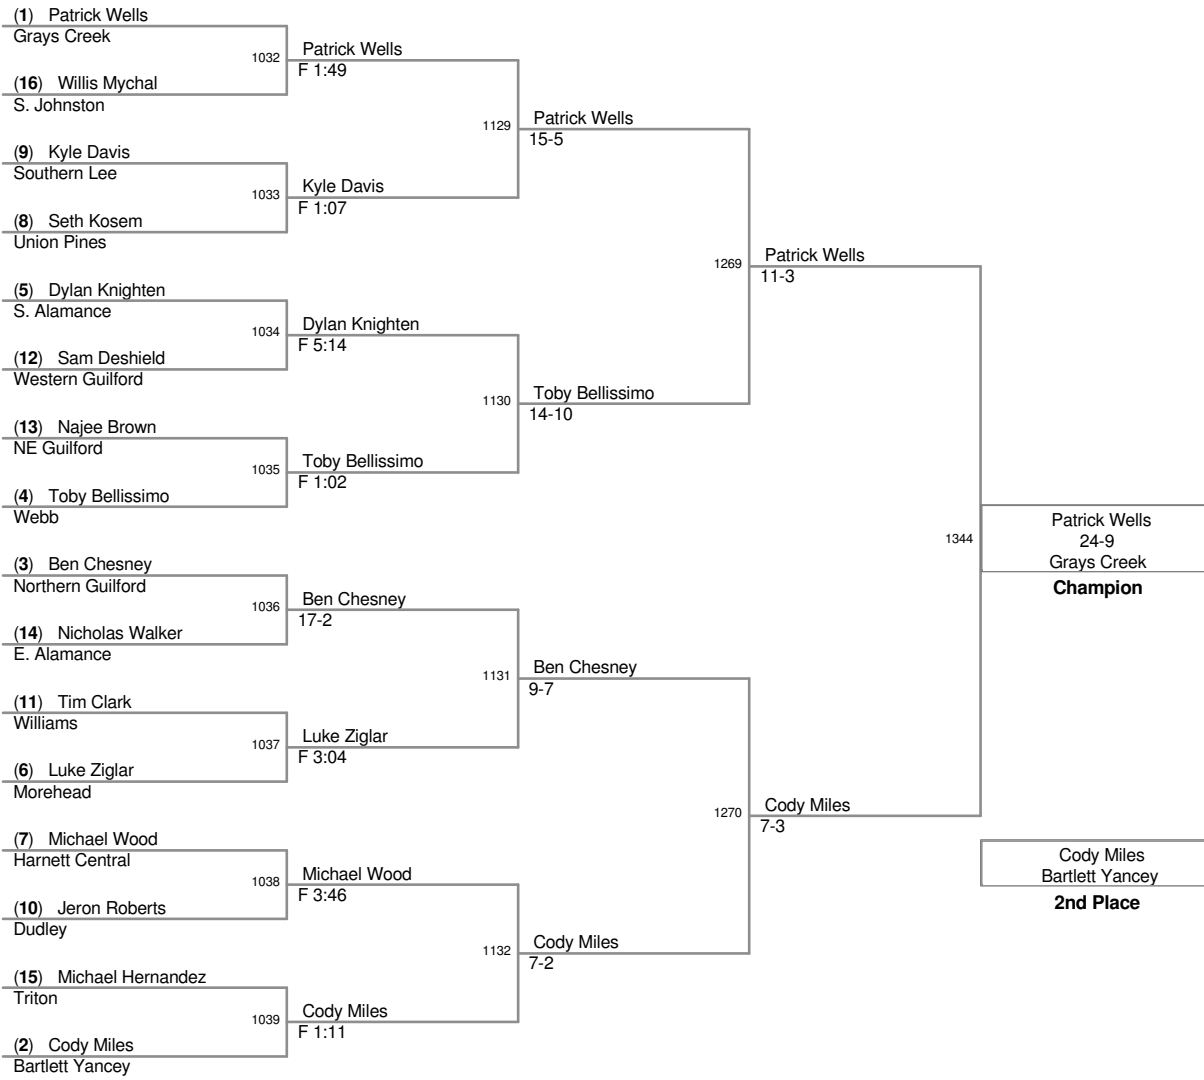 (1) Patrick Wells
Grays Creek
1032
Patrick Wells
F 1:49
(16) Willis Mychal
S. Johnston
1129
Patrick Wells
15-5
(9) Kyle Davis
Southern Lee
1033
Kyle Davis
F 1:07
(8) Seth Kosem
Union Pines
1269
Patrick Wells
11-3
(5) Dylan Knighten
S. Alamance
1034
Dylan Knighten
F 5:14
(12) Sam Deshield
Western Guilford
1130
Toby Bellissimo
14-10
(13) Najee Brown
NE Guilford
1035
Toby Bellissimo
F 1:02
(4) Toby Bellissimo
Webb
1344
Patrick Wells
24-9
Grays Creek
Champion
(3) Ben Chesney
Northern Guilford
1036
Ben Chesney
17-2
(14) Nicholas Walker
E. Alamance
1131
Ben Chesney
9-7
(11) Tim Clark
Williams
1037
Luke Ziglar
F 3:04
(6) Luke Ziglar
Morehead
1270
Cody Miles
7-3
(7) Michael Wood
Harnett Central
1038
Michael Wood
F 3:46
Cody Miles
Bartlett Yancey
2nd Place
(10) Jeron Roberts
Dudley
1132
Cody Miles
7-2
(15) Michael Hernandez
Triton
1039
Cody Miles
F 1:11
(2) Cody Miles
Bartlett Yancey